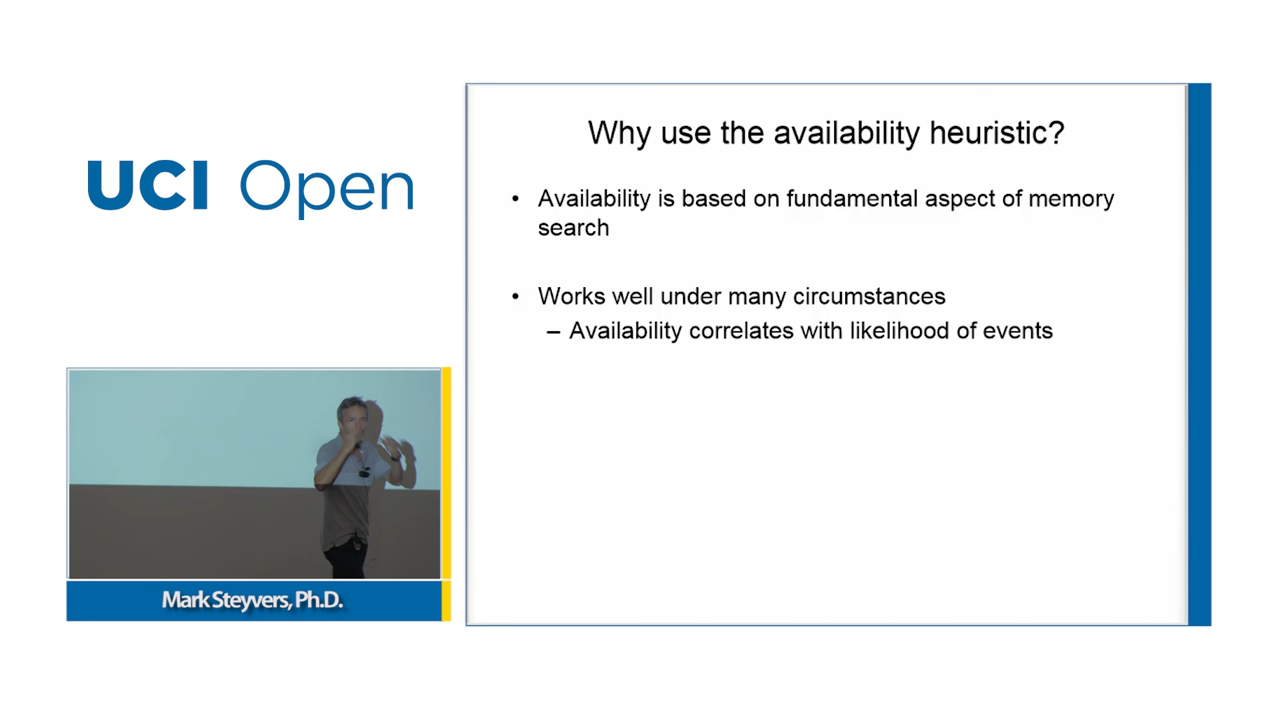 UCI Open
Why use the availability heuristic?
• Availability is based on fundamental aspect of memory
search
• Works well under many circumstances
– Availability correlates with likelihood of events
Mark Steyvers, Ph.D.